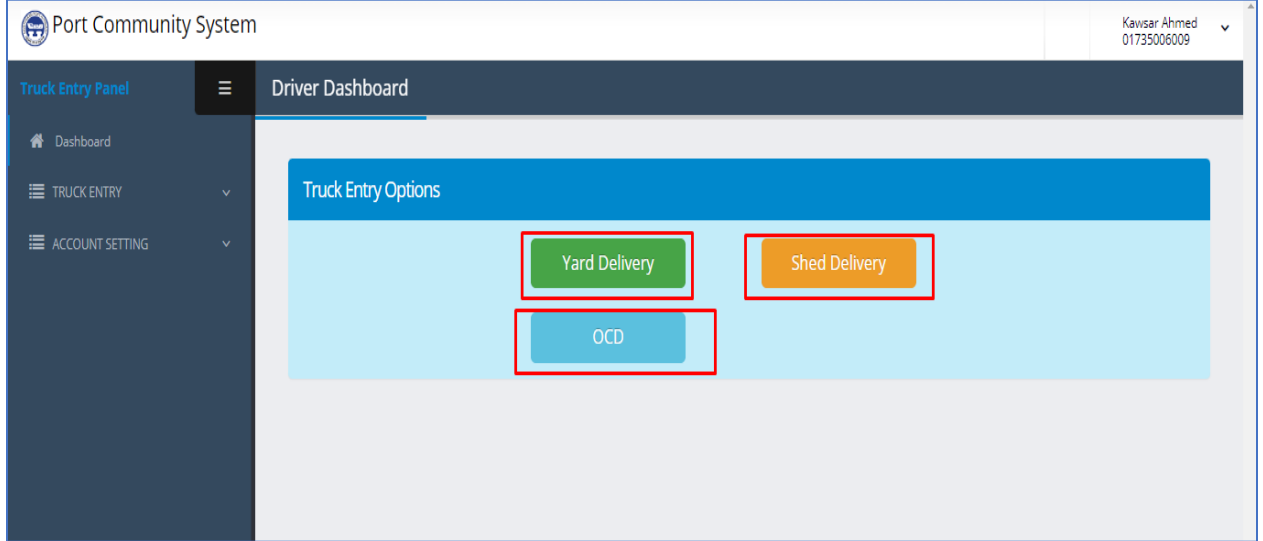 Port Community System
Kawsar Ahmed
01735006009
Truck Entry Panel
Driver Dashboard
Dashboard
TRUCK ENTRY
ACCOUNT SETTING
Truck Entry Options
Yard Delivery
Shed Delivery
OCD